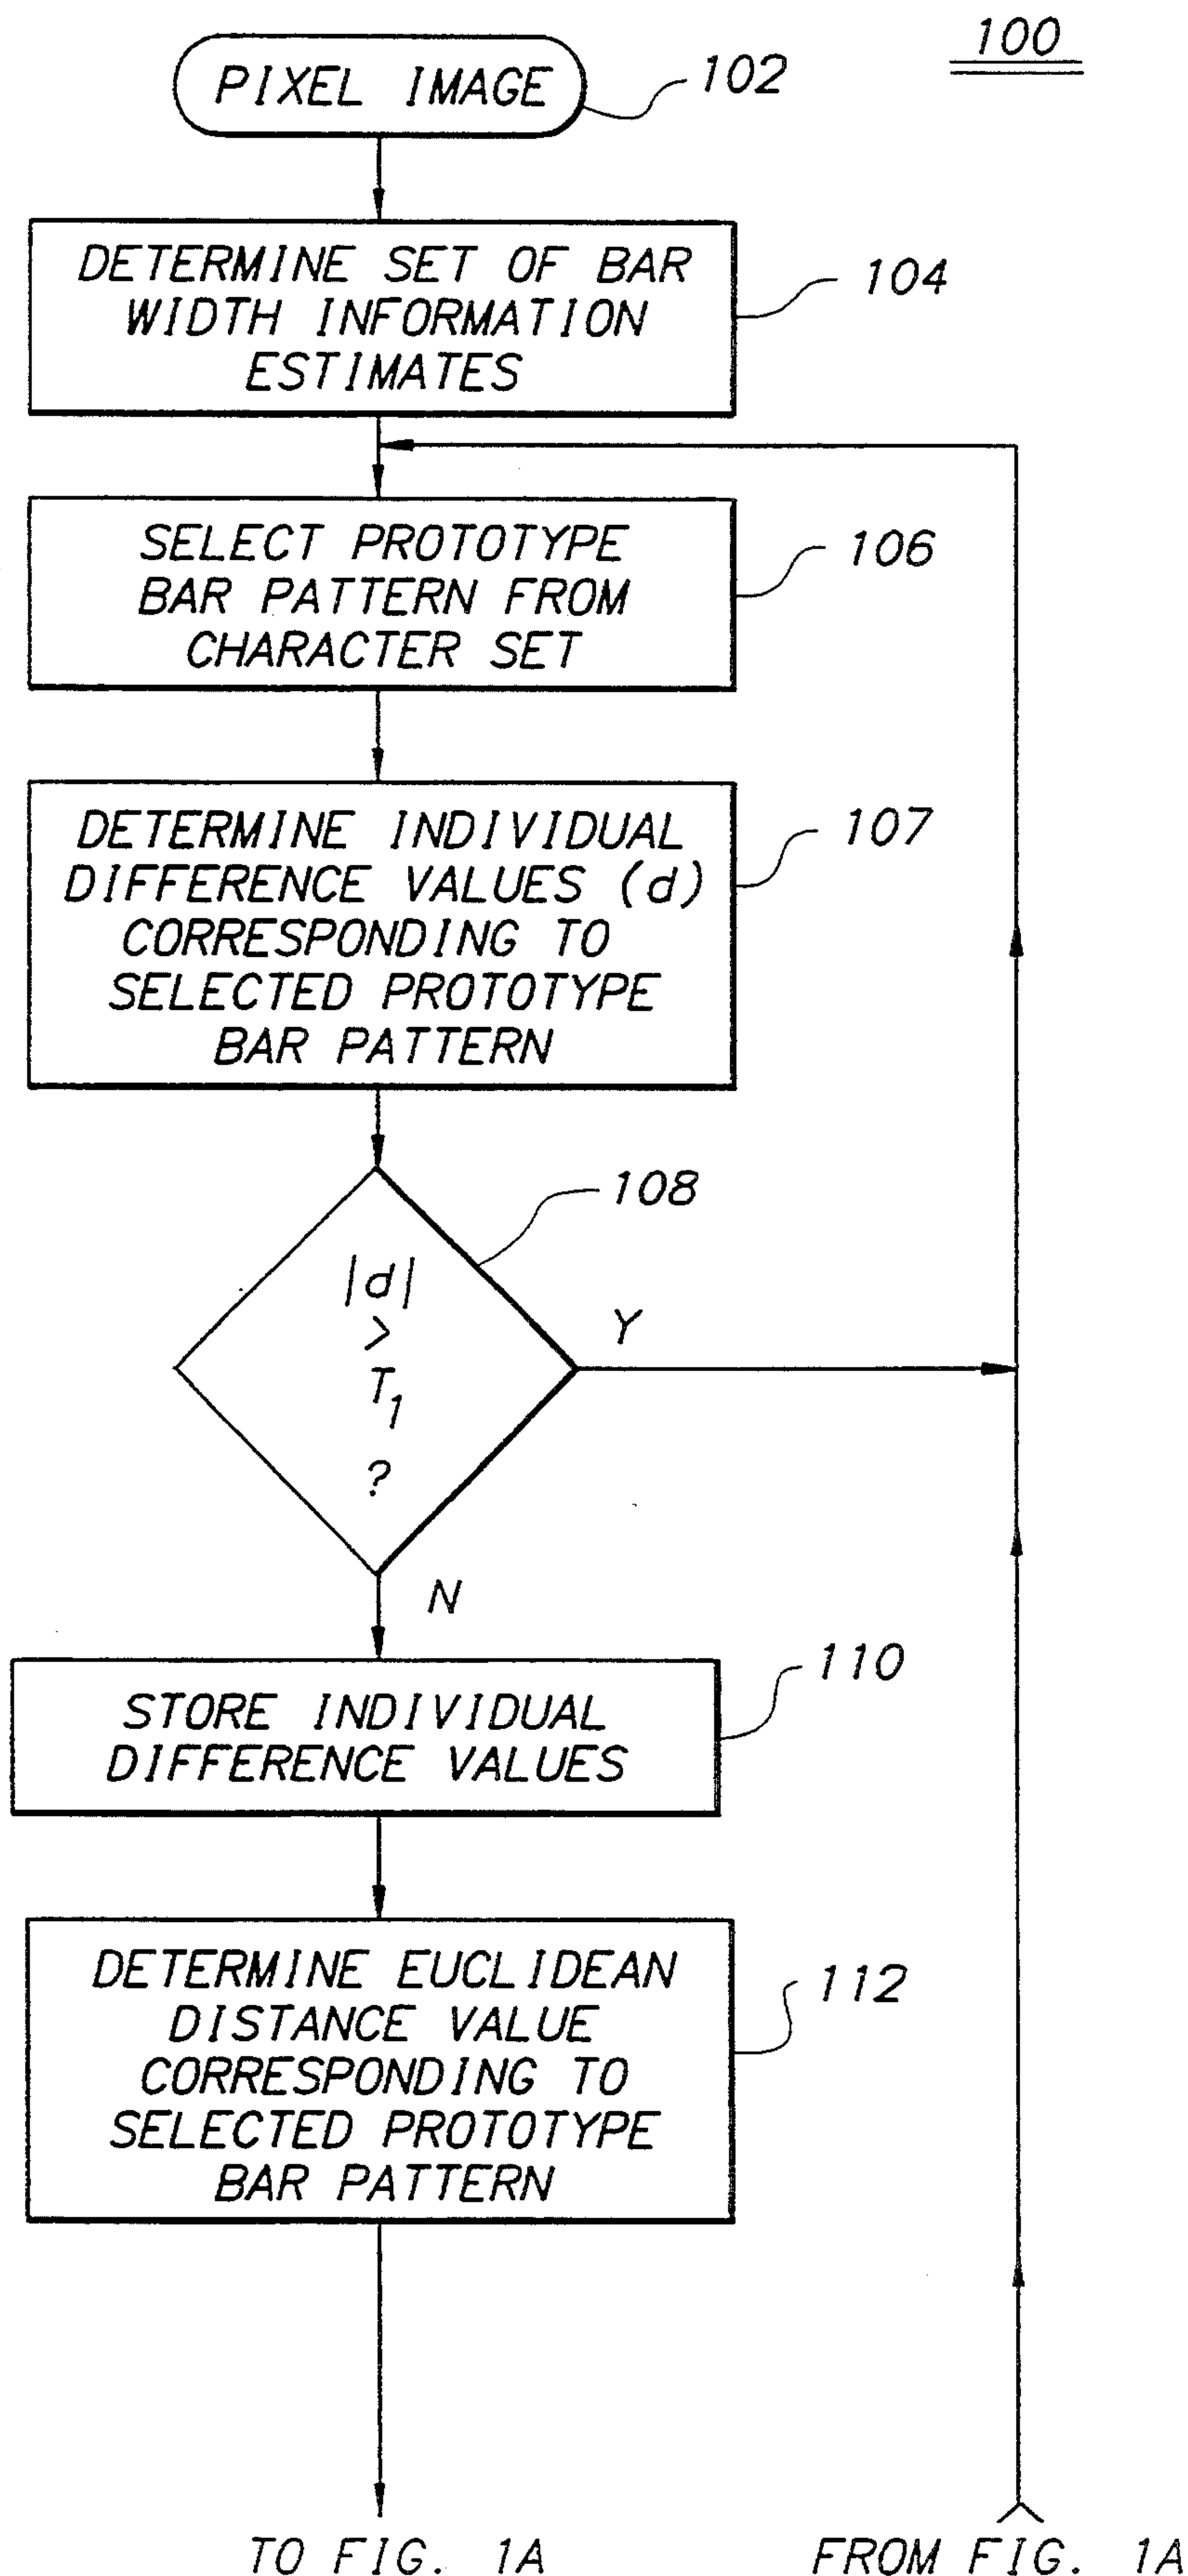 100
PIXEL IMAGE
102
DETERMINE SET OF BAR
WIDTH INFORMATION
ESTIMATES
104
SELECT PROTOTYPE
BAR PATTERN FROM
CHARACTER SET
106
DETERMINE INDIVIDUAL
DIFFERENCE VALUES (d)
CORRESPONDING TO
SELECTED PROTOTYPE
BAR PATTERN
107
108
|d|
>
T1
?
Y
N
STORE INDIVIDUAL
DIFFERENCE VALUES
110
DETERMINE EUCLIDEAN
DISTANCE VALUE
CORRESPONDING TO
SELECTED PROTOTYPE
BAR PATTERN
112
TO FIG. 1A
FROM FIG. 1A